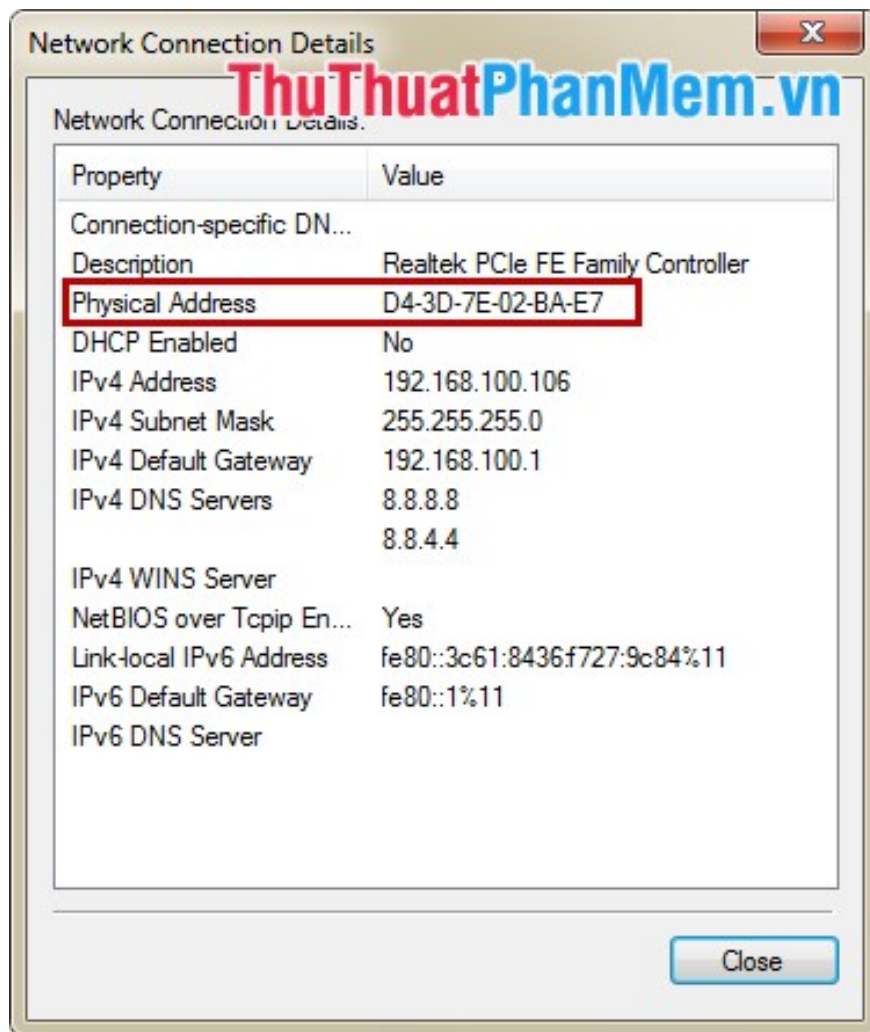 Network Connection Details
ThuThuatPhanMem.vn
Network Connection Details:
Property Value
Connection-specific DN...
Description Realtek PCIe FE Family Controller
Physical Address D4-3D-7E-02-BA-E7
DHCP Enabled No
IPv4 Address 192.168.100.106
IPv4 Subnet Mask 255.255.255.0
IPv4 Default Gateway 192.168.100.1
IPv4 DNS Servers 8.8.8.8
8.8.4.4
IPv4 WINS Server
NetBIOS over Tcpip En... Yes
Link-local IPv6 Address fe80::3c61:8436:f727:9c84%11
IPv6 Default Gateway fe80::1%11
IPv6 DNS Server
Close